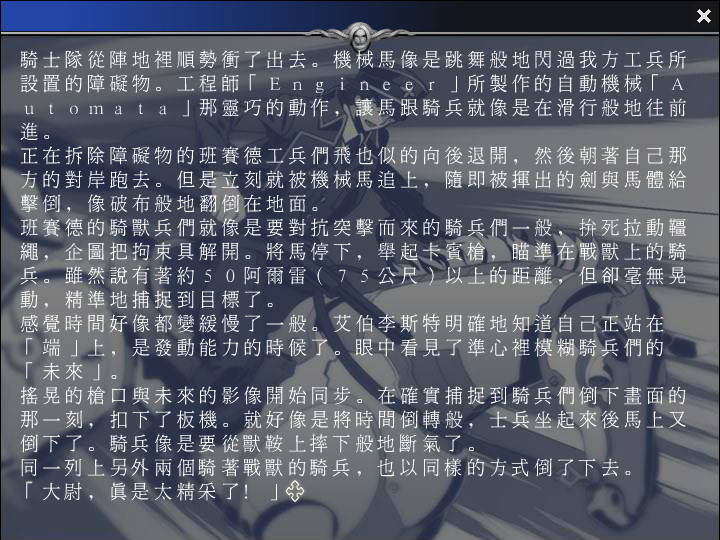 騎士隊從陣地裡順勢衝了出去。機械馬像是跳舞般地閃過我方工兵所
設置的障礙物。工程師「Ｅｎｇｉｎｅｅｒ」所製作的自動機械「Ａ
ｕｔｏｍａｔａ」那靈巧的動作，讓馬跟騎兵就像是在滑行般地往前
進。
正在拆除障礙物的班賽德工兵們飛也似的向後退開，然後朝著自己那
方的對岸跑去。但是立刻就被機械馬追上，隨即被揮出的劍與馬體給
擊倒，像破布般地翻倒在地面。
班賽德的騎獸兵們就像是要對抗突擊而來的騎兵們一般，拚死拉動韁
繩，企圖把拘束具解開。將馬停下，舉起卡賓槍，瞄準在戰獸上的騎
兵。雖然說有著約５０阿爾雷（７５公尺）以上的距離，但卻毫無晃
動，精準地捕捉到目標了。
感覺時間好像都變緩慢了一般。艾伯李斯特明確地知道自己正站在
「端」上，是發動能力的時候了。眼中看見了準心裡模糊騎兵們的
「未來」。
搖晃的槍口與未來的影像開始同步。在確實捕捉到騎兵們倒下畫面的
那一刻，扣下了板機。就好像是將時間倒轉般，士兵坐起來後馬上又
倒下了。騎兵像是要從獸鞍上摔下般地斷氣了。
同一列上另外兩個騎著戰獸的騎兵，也以同樣的方式倒了下去。
「大尉，眞是太精采了！」